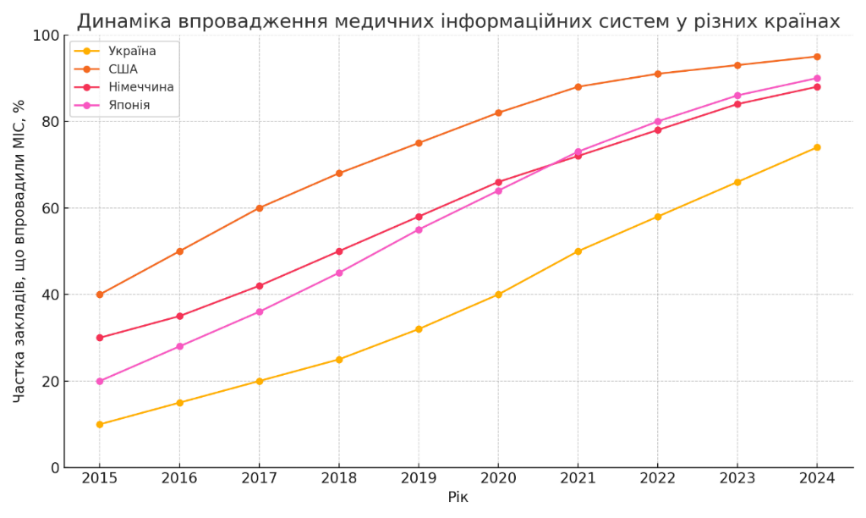 Динаміка впровадження медичних інформаційних систем у різних країнах
Частка закладів, що впровадили МІС, %
100
80
60
40
20
0
Україна
США
Німеччина
Японія
2015 2016 2017 2018 2019 2020 2021 2022 2023 2024
Рік